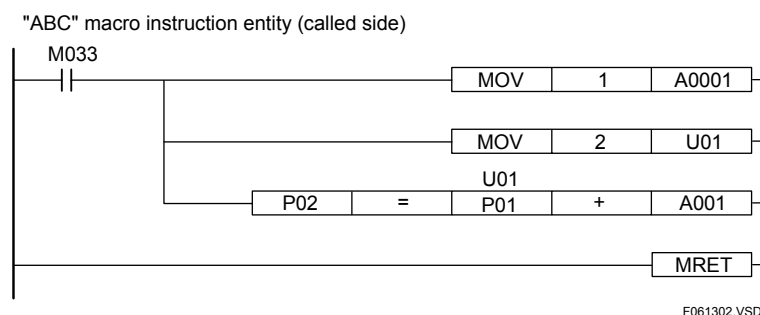 "ABC" macro instruction entity (called side)
M033
MOV 1 A0001
MOV 2 U01
U01
P02 = P01 + A001
MRET
F061302.VSD